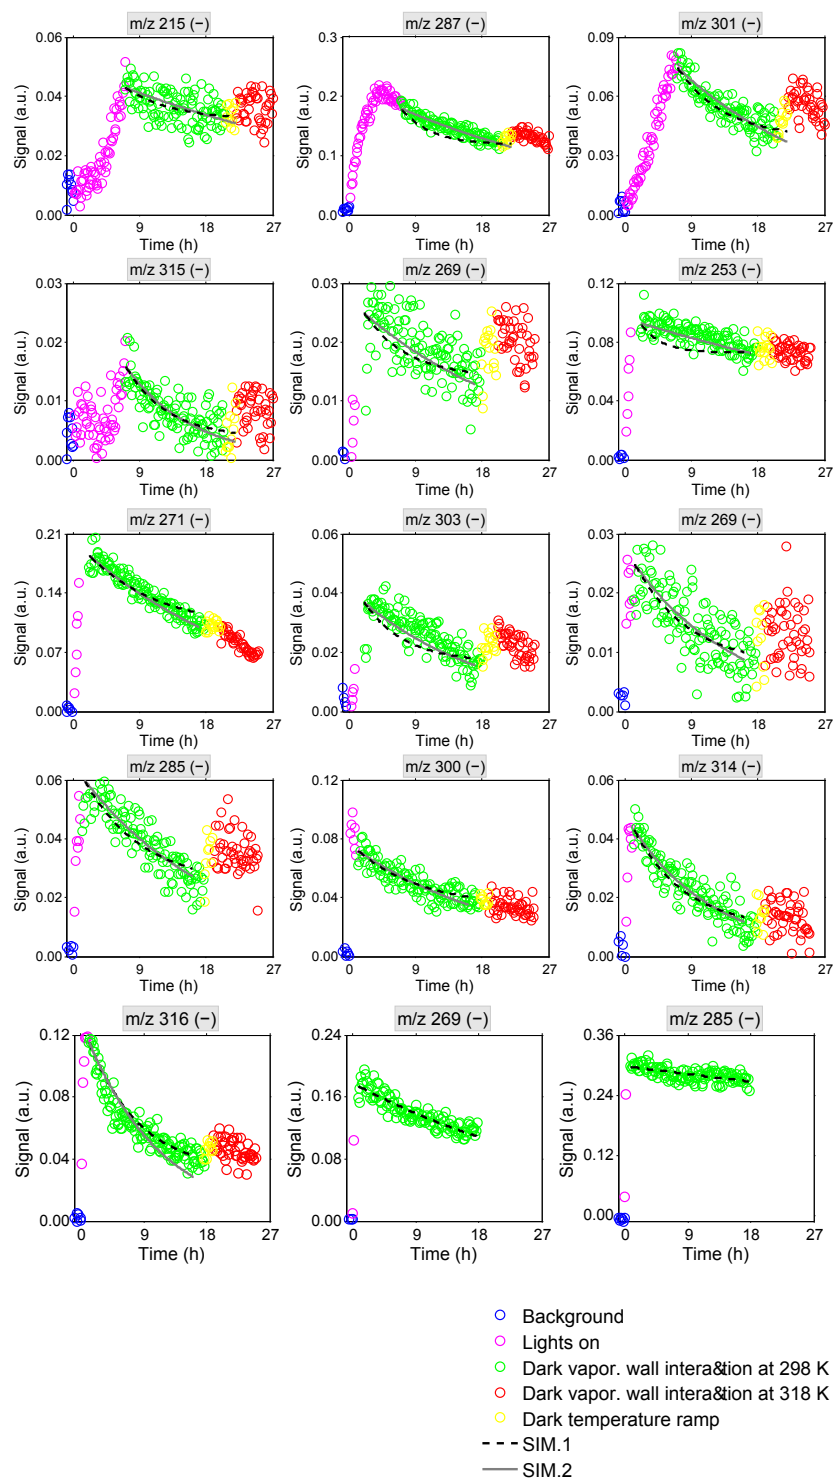 m/z 215 (−) m/z 287 (−) m/z 301 (−)
0.06 0.3 0.09
0.04 0.2 0.06
0.02 0.1 0.03
0.00 0.0 0.00
Signal (a.u.) Signal (a.u.) Signal (a.u.)
0 9 18 27 0 9 18 27 0 9 18 27
Time (h) Time (h) Time (h)
m/z 315 (−) m/z 269 (−) m/z 253 (−)
0.03 0.03 0.12
0.02 0.02 0.08
0.01 0.01 0.04
0.00 0.00 0.00
Signal (a.u.) Signal (a.u.) Signal (a.u.)
0 9 18 27 0 9 18 27 0 9 18 27
Time (h) Time (h) Time (h)
m/z 271 (−) m/z 303 (−) m/z 269 (−)
0.21 0.06 0.03
0.14 0.04 0.02
0.07 0.02 0.01
0.00 0.00 0.00
Signal (a.u.) Signal (a.u.) Signal (a.u.)
0 9 18 27 0 9 18 27 0 9 18 27
Time (h) Time (h) Time (h)
m/z 285 (−) m/z 300 (−) m/z 314 (−)
0.06 0.12 0.06
0.04 0.08 0.04
0.02 0.04 0.02
0.00 0.00 0.00
Signal (a.u.) Signal (a.u.) Signal (a.u.)
0 9 18 27 0 9 18 27 0 9 18 27
Time (h) Time (h) Time (h)
m/z 316 (−) m/z 269 (−) m/z 285 (−)
0.12 0.24 0.36
0.08 0.16 0.24
0.04 0.08 0.12
0.00 0.00 0.00
Signal (a.u.) Signal (a.u.) Signal (a.u.)
0 9 18 27 0 9 18 27 0 9 18 27
Time (h) Time (h) Time (h)
Background
Lights on
Dark vapor. wall intera&tion at 298 K
Dark vapor. wall intera&tion at 318 K
Dark temperature ramp
SIM.1
SIM.2